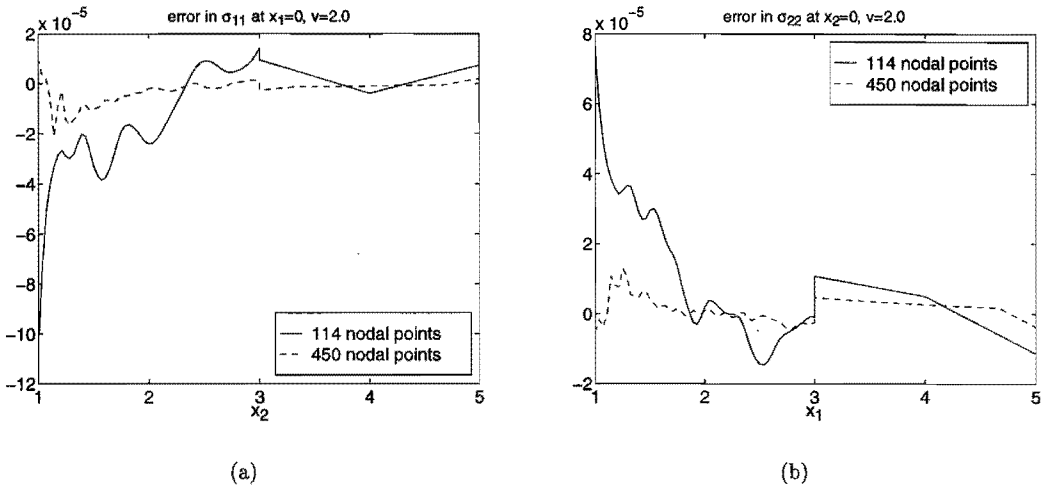 error in σ11 at x1=0, v=2.0
2 x 10^-5
0
−2
−4
−6
−8
−10
−12
1
2
3
4
5
x2
114 nodal points
450 nodal points
(a)
error in σ22 at x2=0, v=2.0
8 x 10^-5
6
4
2
0
−2
1
2
3
4
5
x1
114 nodal points
450 nodal points
(b)